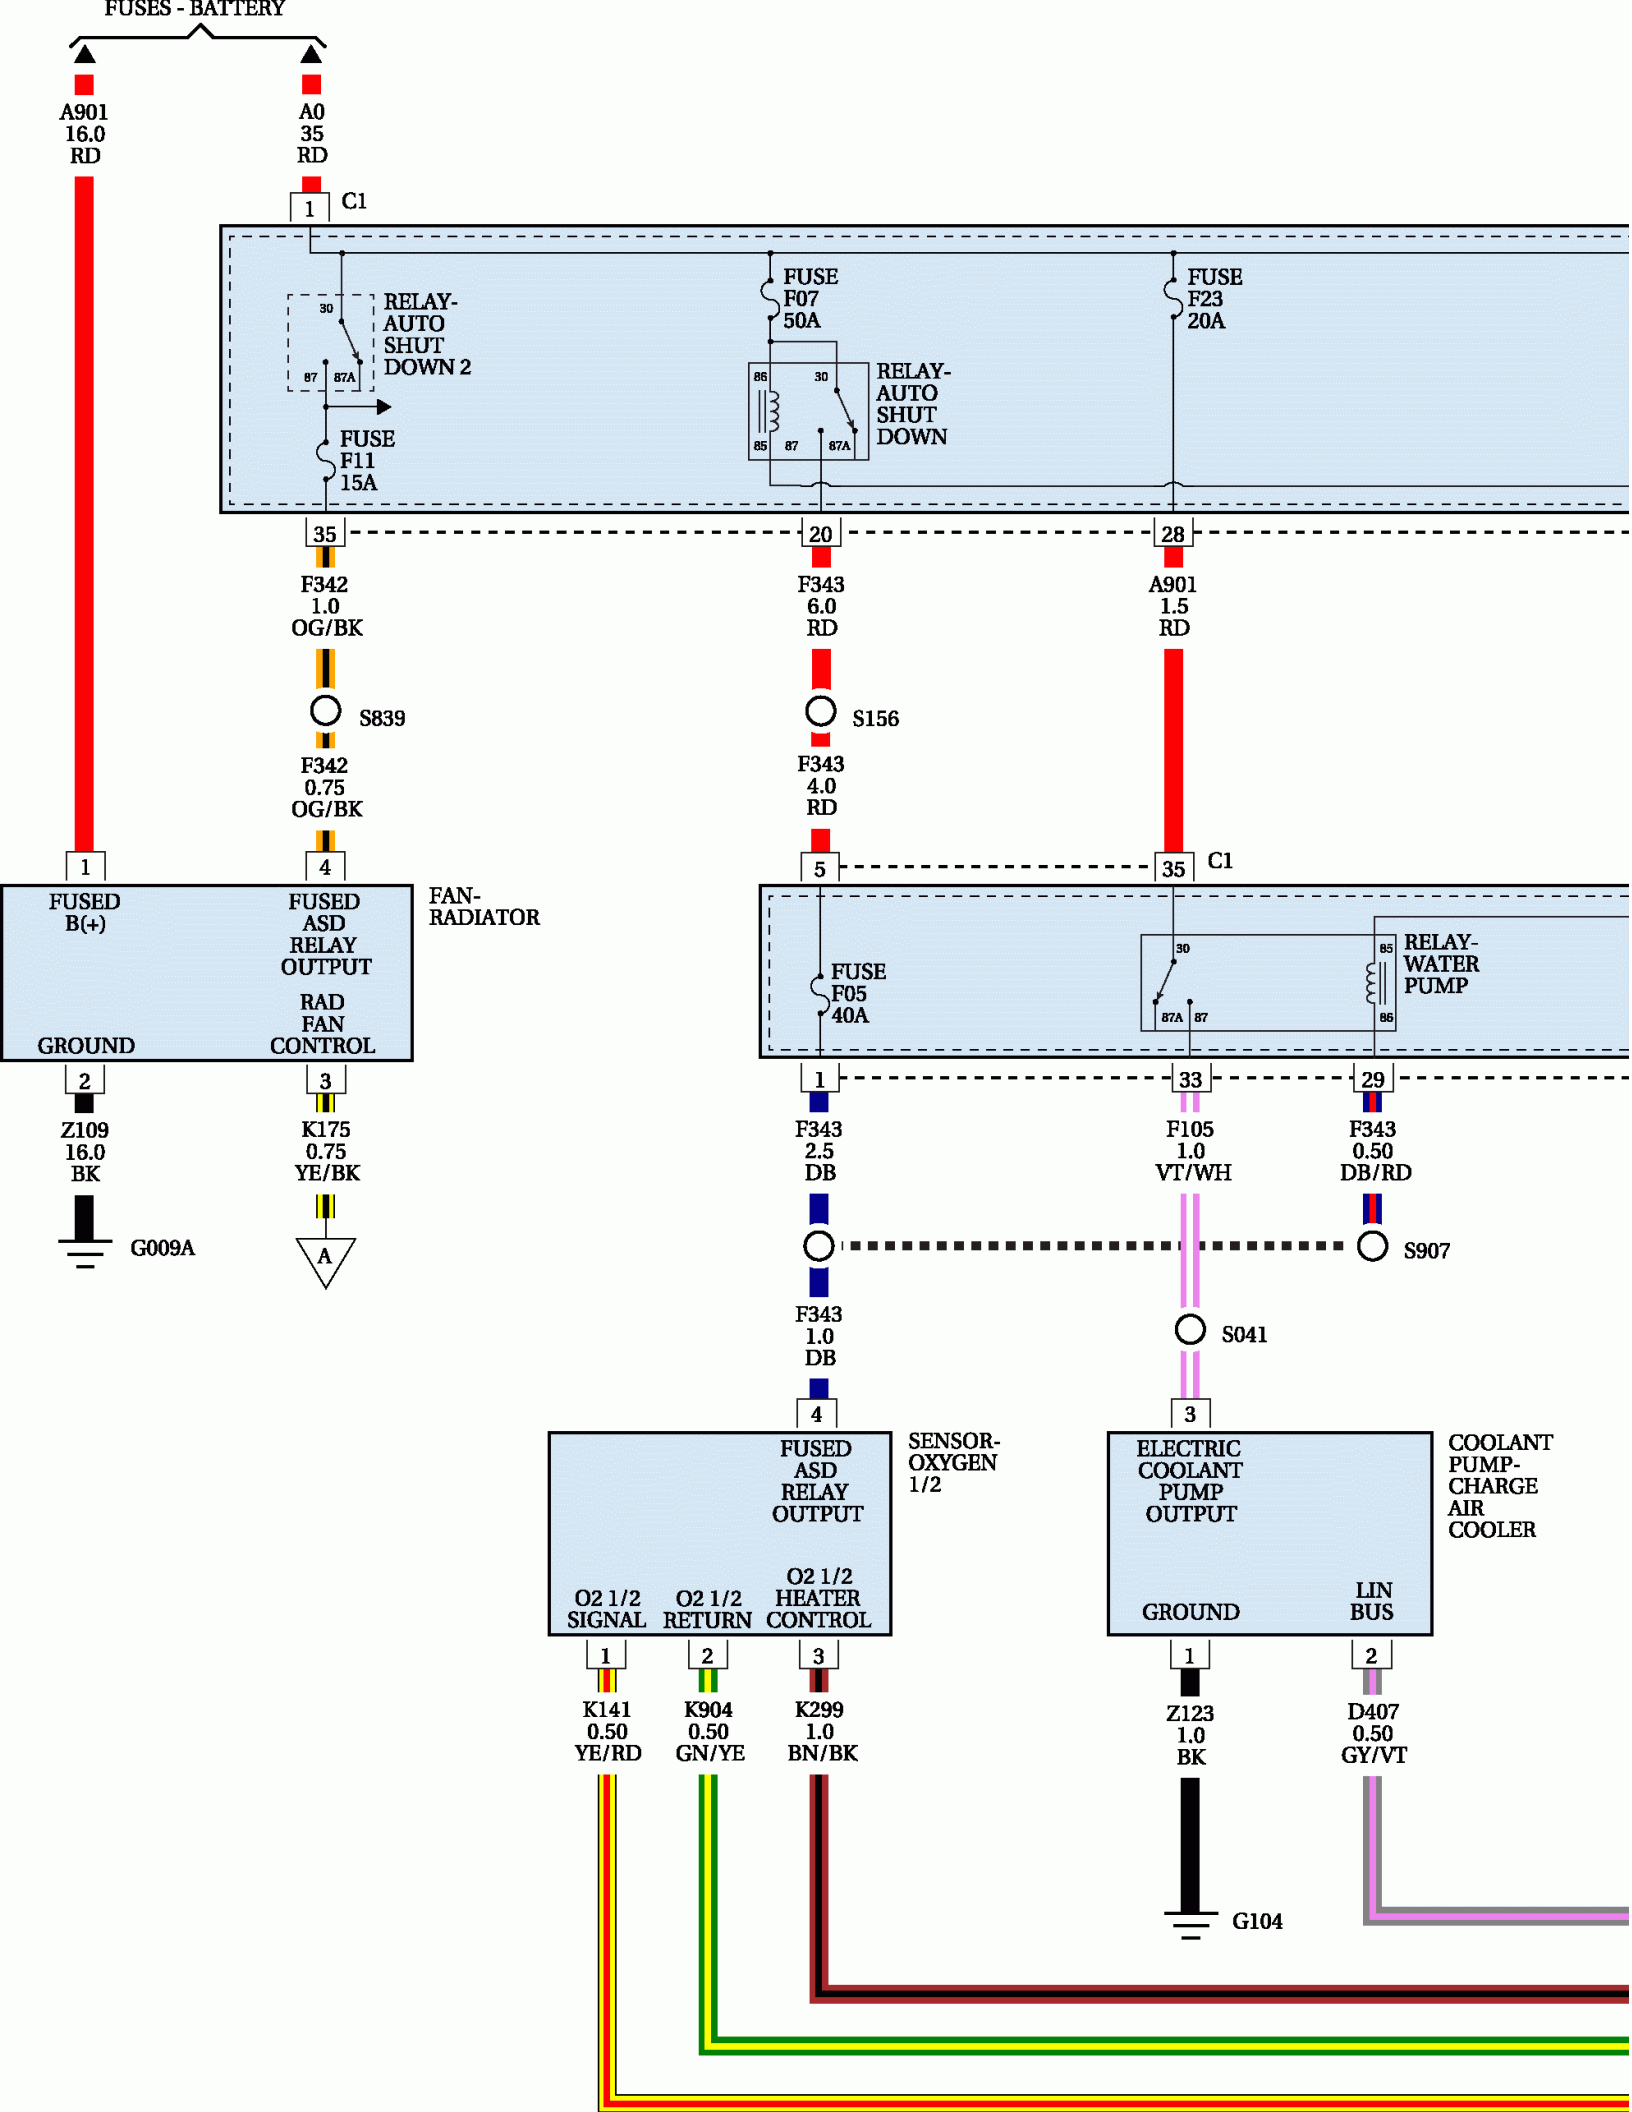 FUSES - BATTERY
A901
16.0
RD
A0
35
RD
1
C1
30
87
87A
RELAY-
AUTO
SHUT
DOWN 2
FUSE
F11
15A
FUSE
F07
50A
86
30
85
87
87A
RELAY-
AUTO
SHUT
DOWN
FUSE
F23
20A
35
20
28
F342
1.0
OG/BK
F343
6.0
RD
A901
1.5
RD
S839
S156
F342
0.75
OG/BK
F343
4.0
RD
1
4
5
35
C1
FUSED
B(+)
FUSED
ASD
RELAY
OUTPUT
RAD
FAN
CONTROL
GROUND
FAN-
RADIATOR
FUSE
F05
40A
30
87A
87
85
86
RELAY-
WATER
PUMP
2
3
1
33
29
Z109
16.0
BK
K175
0.75
YE/BK
F343
2.5
DB
F105
1.0
VT/WH
F343
0.50
DB/RD
G009A
A
S907
S041
F343
1.0
DB
4
3
FUSED
ASD
RELAY
OUTPUT
O2 1/2
SIGNAL
O2 1/2
RETURN
O2 1/2
HEATER
CONTROL
SENSOR-
OXYGEN
1/2
ELECTRIC
COOLANT
PUMP
OUTPUT
GROUND
LIN
BUS
COOLANT
PUMP-
CHARGE
AIR
COOLER
1
2
3
1
2
K141
0.50
YE/RD
K904
0.50
GN/YE
K299
1.0
BN/BK
Z123
1.0
BK
D407
0.50
GY/VT
G104